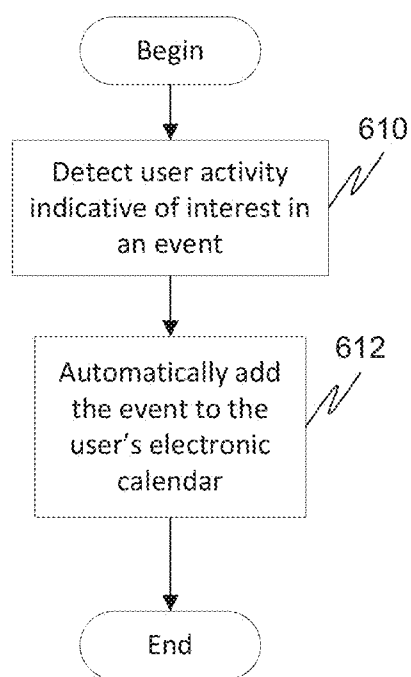 Begin
610
Detect user activity
indicative of interest in
an event
612
Automatically add
the event to the
user's electronic
calendar
End